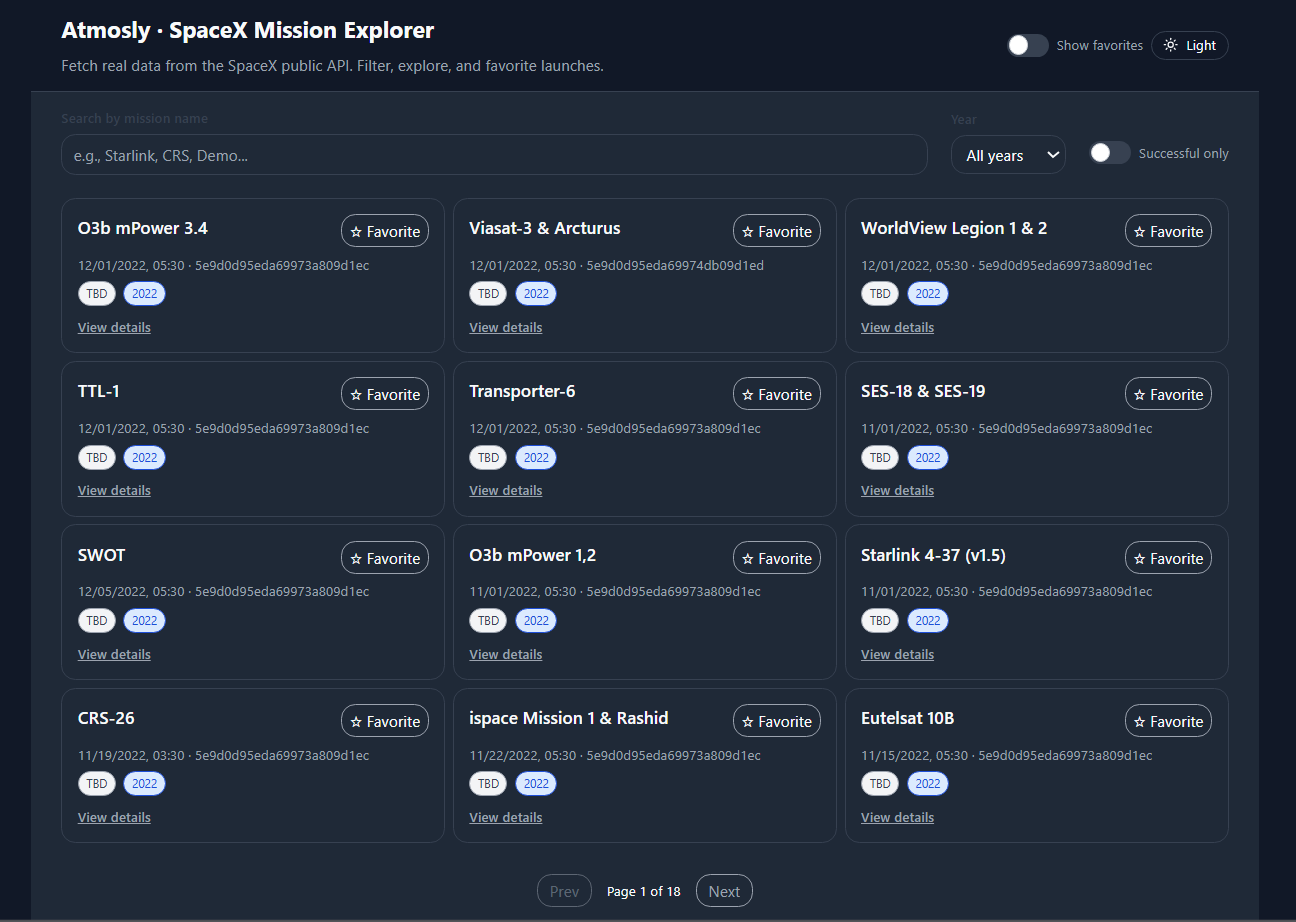 Atmosly · SpaceX Mission Explorer
Fetch real data from the SpaceX public API. Filter, explore, and favorite launches.
Show favorites
Light
Search by mission name
e.g., Starlink, CRS, Demo...
Year
All years
Successful only
O3b mPower 3.4
☆ Favorite
12/01/2022, 05:30 · 5e9d0d95eda69973a809d1ec
TBD 2022
View details
Viasat-3 & Arcturus
☆ Favorite
12/01/2022, 05:30 · 5e9d0d95eda69974db09d1ed
TBD 2022
View details
WorldView Legion 1 & 2
☆ Favorite
12/01/2022, 05:30 · 5e9d0d95eda69973a809d1ec
TBD 2022
View details
TTL-1
☆ Favorite
12/01/2022, 05:30 · 5e9d0d95eda69973a809d1ec
TBD 2022
View details
Transporter-6
☆ Favorite
12/01/2022, 05:30 · 5e9d0d95eda69973a809d1ec
TBD 2022
View details
SES-18 & SES-19
☆ Favorite
11/01/2022, 05:30 · 5e9d0d95eda69973a809d1ec
TBD 2022
View details
SWOT
☆ Favorite
12/05/2022, 05:30 · 5e9d0d95eda69973a809d1ec
TBD 2022
View details
O3b mPower 1,2
☆ Favorite
11/01/2022, 05:30 · 5e9d0d95eda69973a809d1ec
TBD 2022
View details
Starlink 4-37 (v1.5)
☆ Favorite
11/01/2022, 05:30 · 5e9d0d95eda69973a809d1ec
TBD 2022
View details
CRS-26
☆ Favorite
11/19/2022, 03:30 · 5e9d0d95eda69973a809d1ec
TBD 2022
View details
ispace Mission 1 & Rashid
☆ Favorite
11/22/2022, 05:30 · 5e9d0d95eda69973a809d1ec
TBD 2022
View details
Eutelsat 10B
☆ Favorite
11/15/2022, 05:30 · 5e9d0d95eda69973a809d1ec
TBD 2022
View details
Prev Page 1 of 18 Next